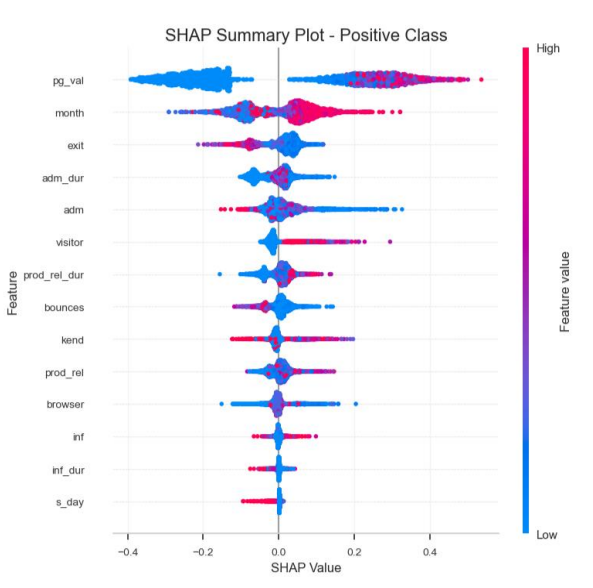 SHAP Summary Plot - Positive Class
High
pg_val
month
exit
adm_dur
adm
visitor
prod_rel_dur
bounces
kend
prod_rel
browser
inf
inf_dur
s_day
Feature
Feature value
Low
−0.4 −0.2 0.0 0.2 0.4
SHAP Value